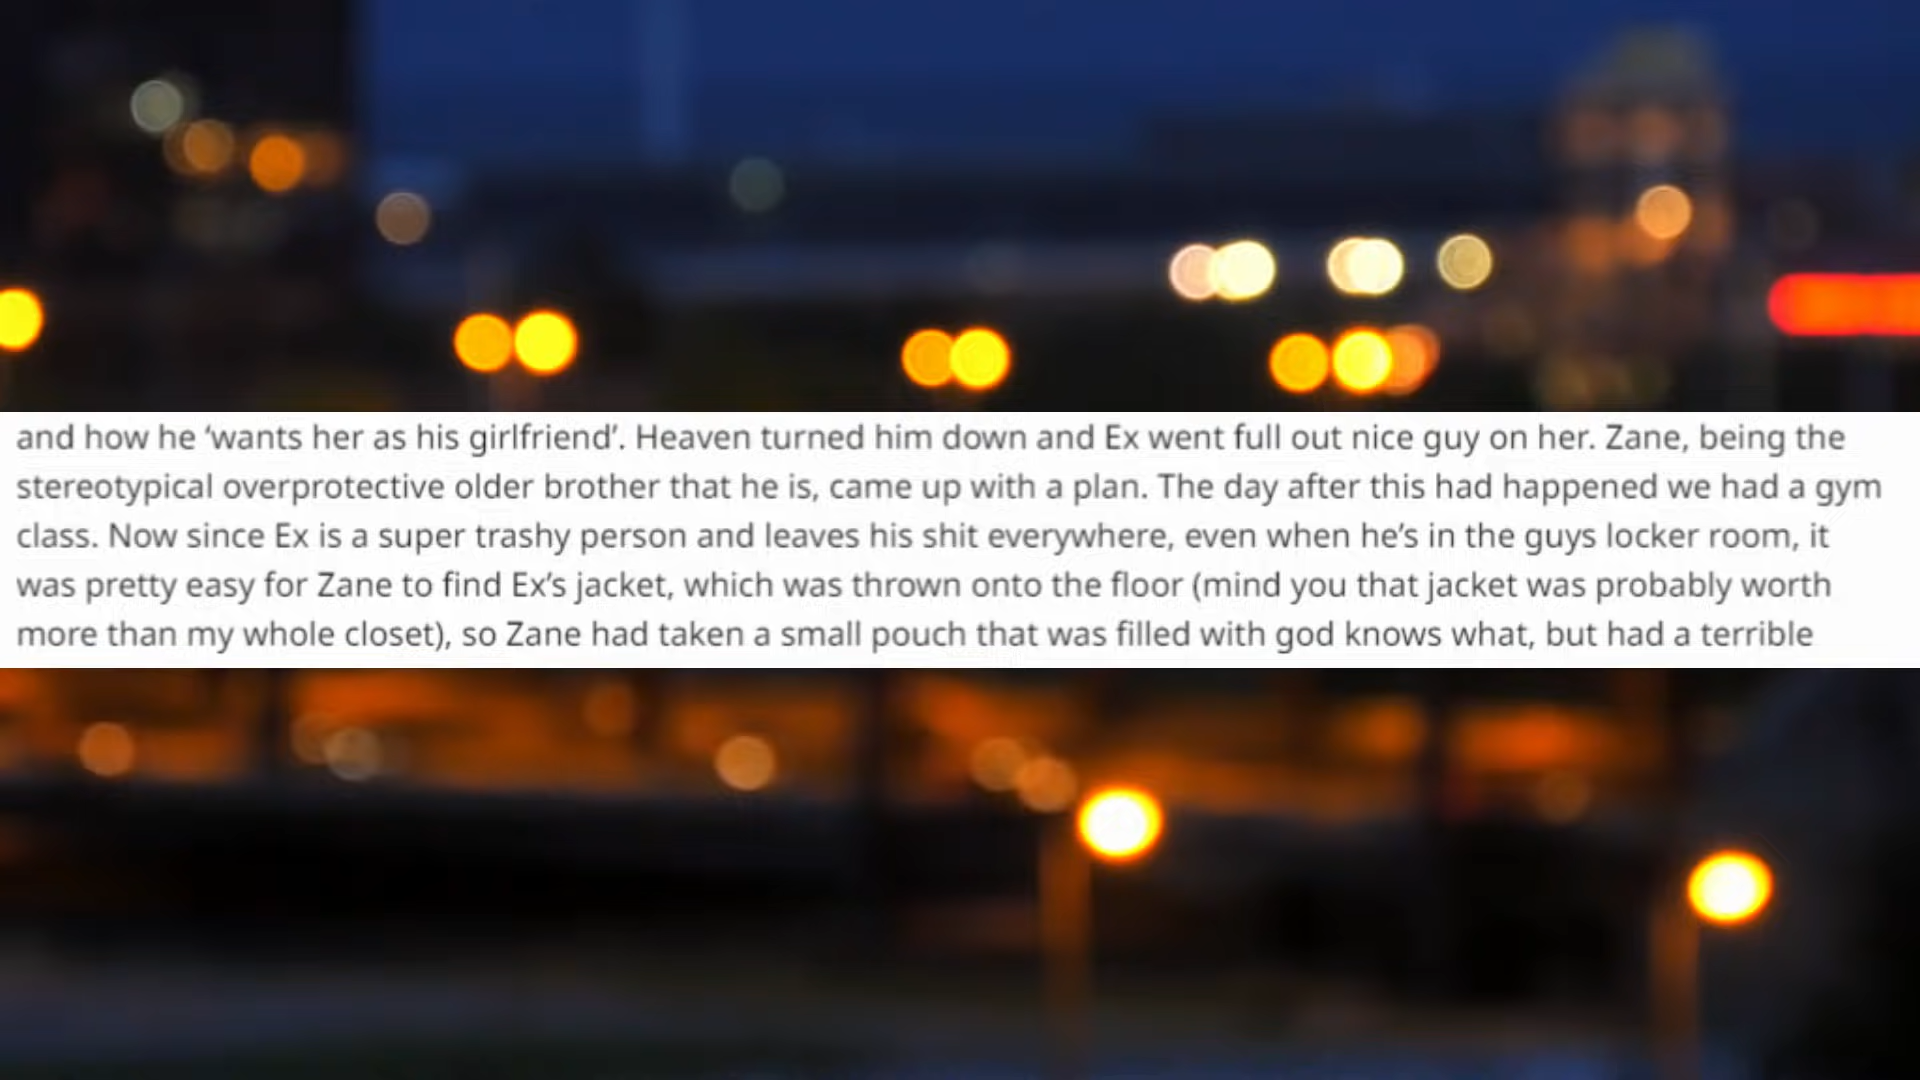 and how he ‘wants her as his girlfriend’. Heaven turned him down and Ex went full out nice guy on her. Zane, being the
stereotypical overprotective older brother that he is, came up with a plan. The day after this had happened we had a gym
class. Now since Ex is a super trashy person and leaves his shit everywhere, even when he’s in the guys locker room, it
was pretty easy for Zane to find Ex’s jacket, which was thrown onto the floor (mind you that jacket was probably worth
more than my whole closet), so Zane had taken a small pouch that was filled with god knows what, but had a terrible